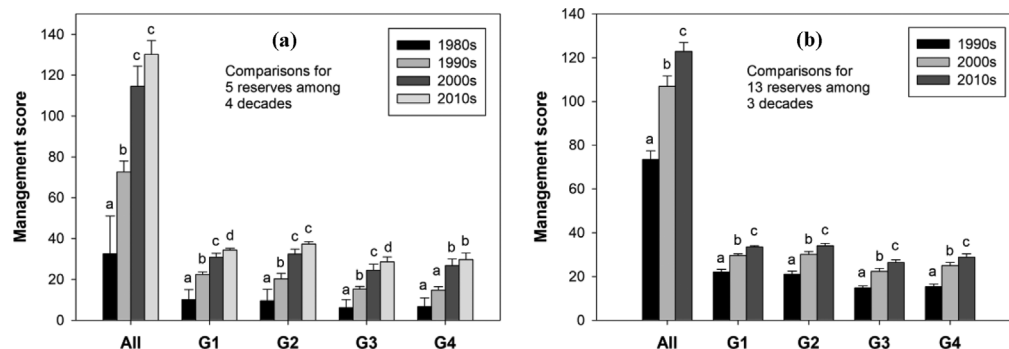 (a)
Management score
140
120
100
80
60
40
20
0
Comparisons for
5 reserves among
4 decades
1980s
1990s
2000s
2010s
a
b
c
c
a
b
c
d
a
b
c
c
a
b
c
d
a
a
b
b
All
G1
G2
G3
G4
(b)
Management score
140
120
100
80
60
40
20
0
Comparisons for
13 reserves among
3 decades
1990s
2000s
2010s
a
b
c
a
b
c
a
b
c
a
b
c
a
b
c
All
G1
G2
G3
G4